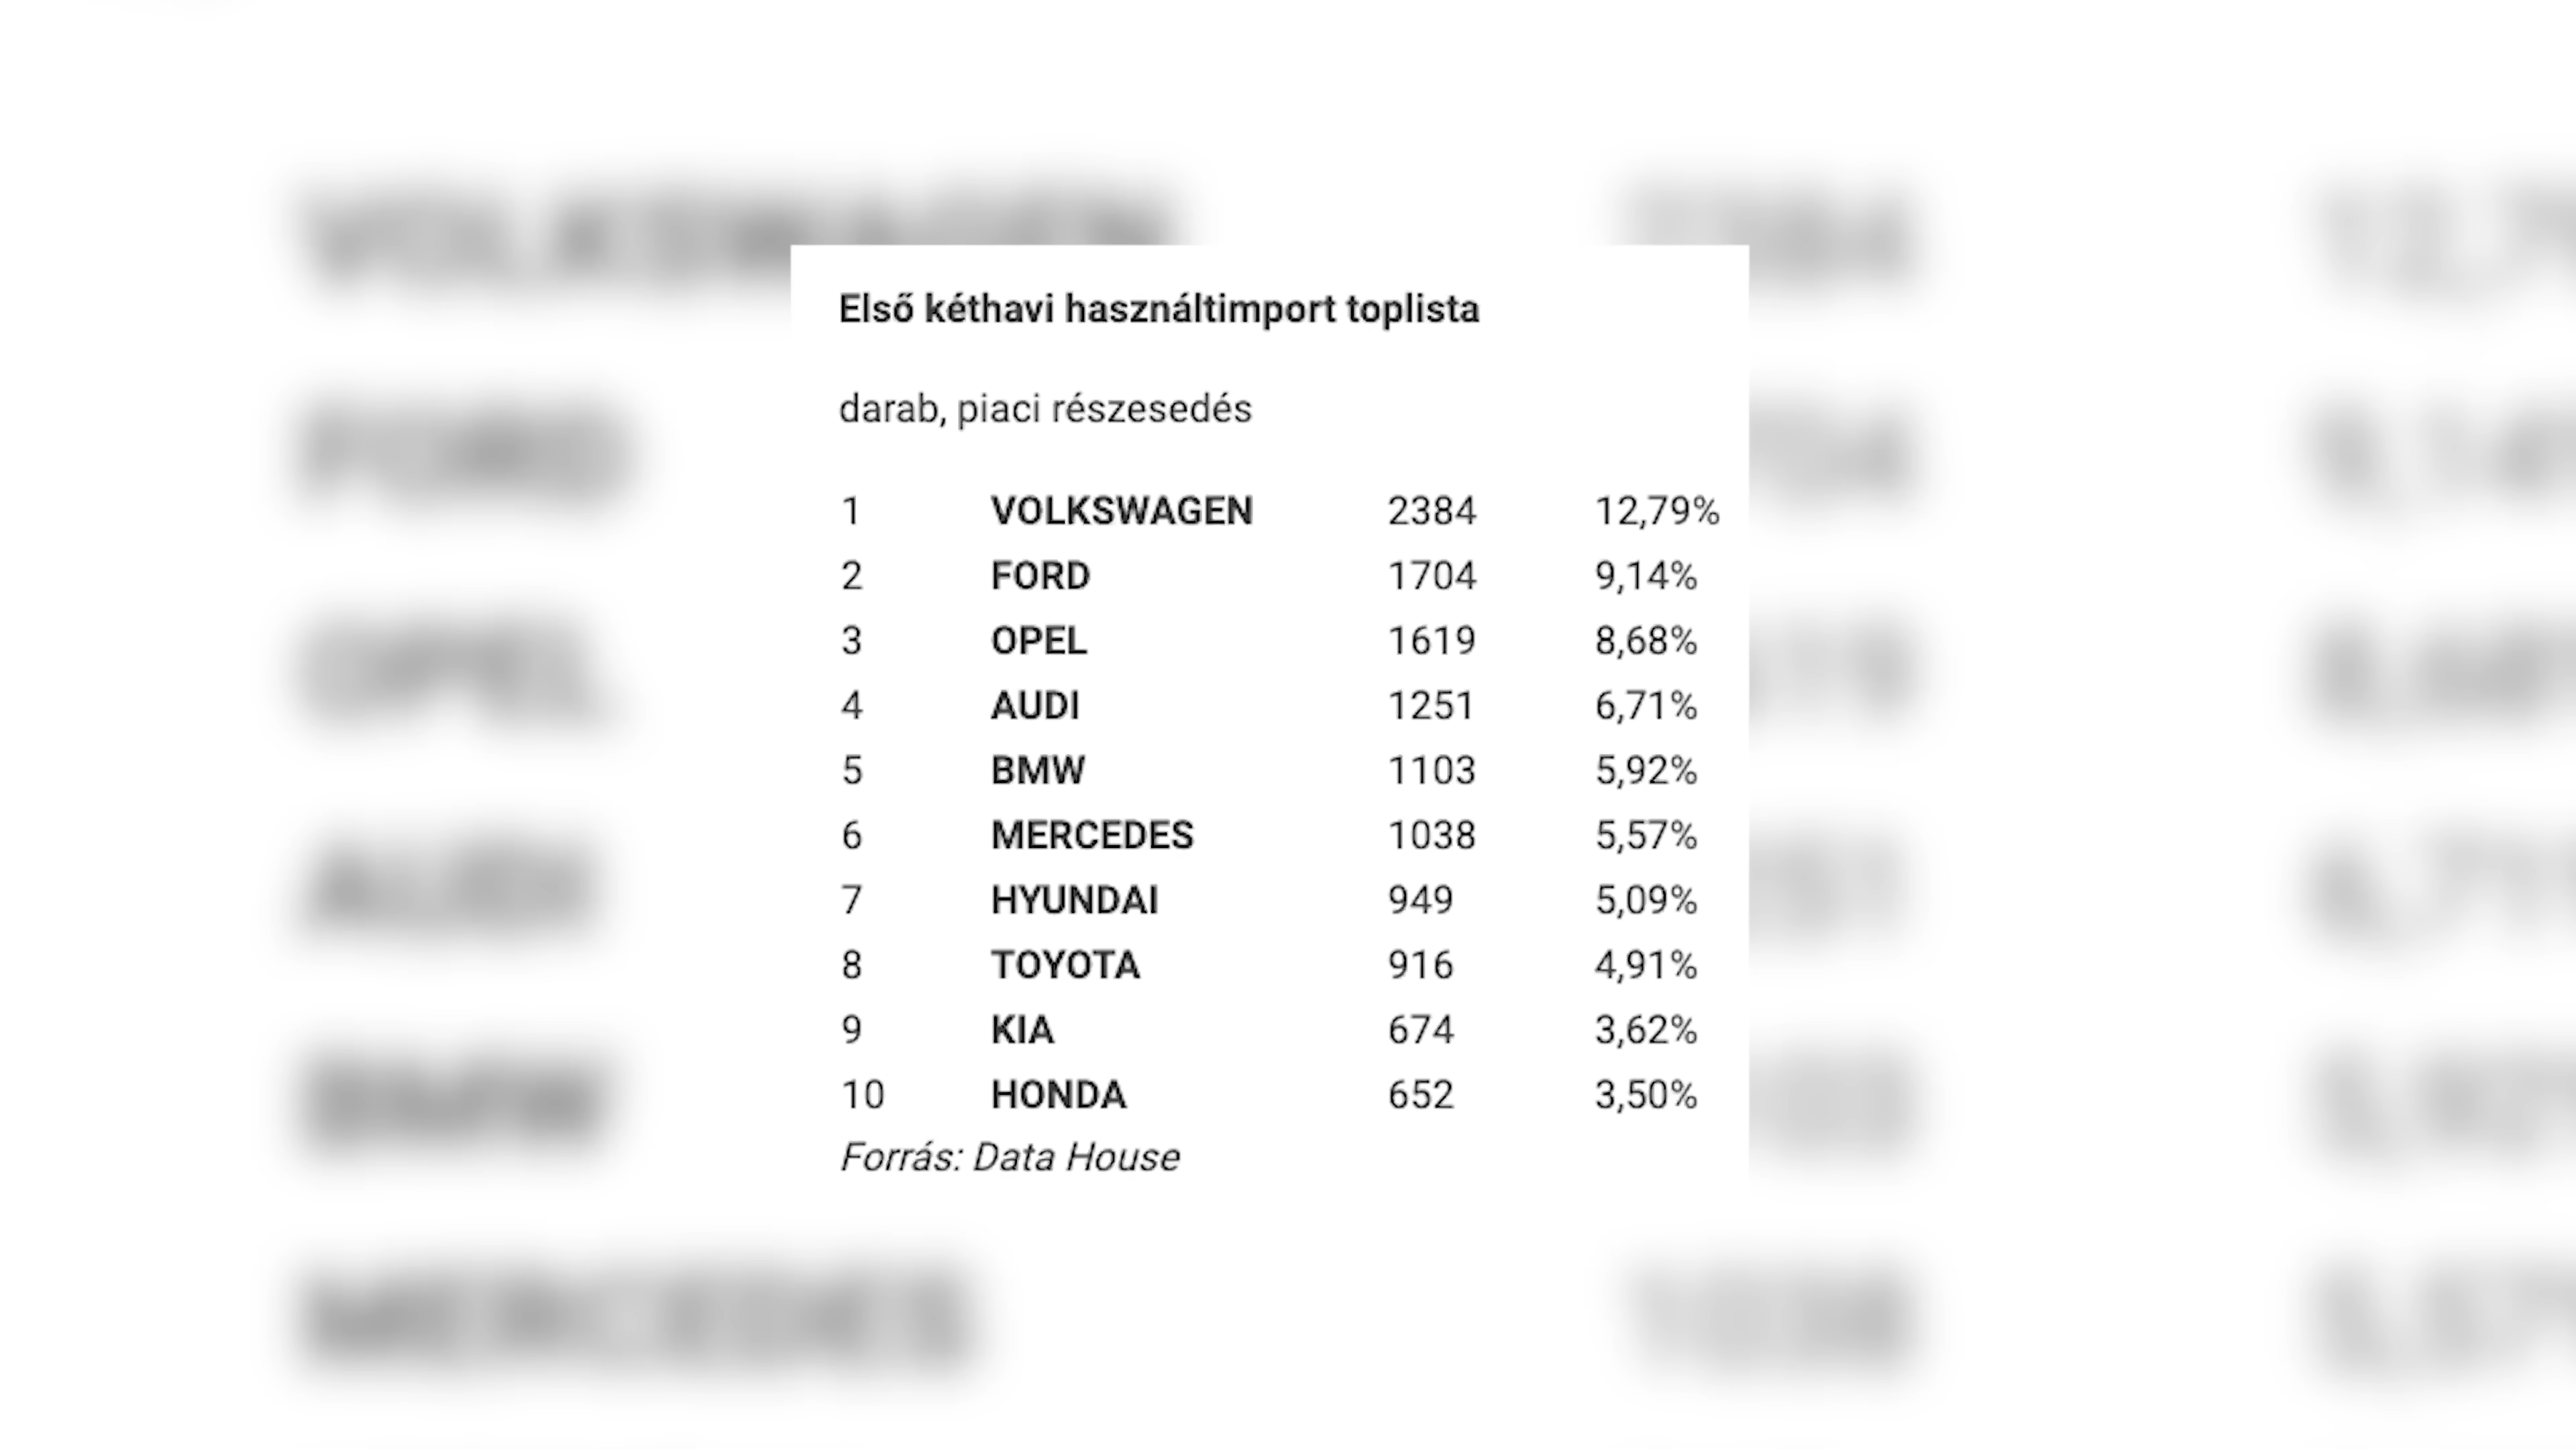 Első kéthavi használtimport toplista
darab, piaci részesedés
1 VOLKSWAGEN 2384 12,79%
2 FORD 1704 9,14%
3 OPEL 1619 8,68%
4 AUDI 1251 6,71%
5 BMW 1103 5,92%
6 MERCEDES 1038 5,57%
7 HYUNDAI 949 5,09%
8 TOYOTA 916 4,91%
9 KIA 674 3,62%
10 HONDA 652 3,50%
Forrás: Data House